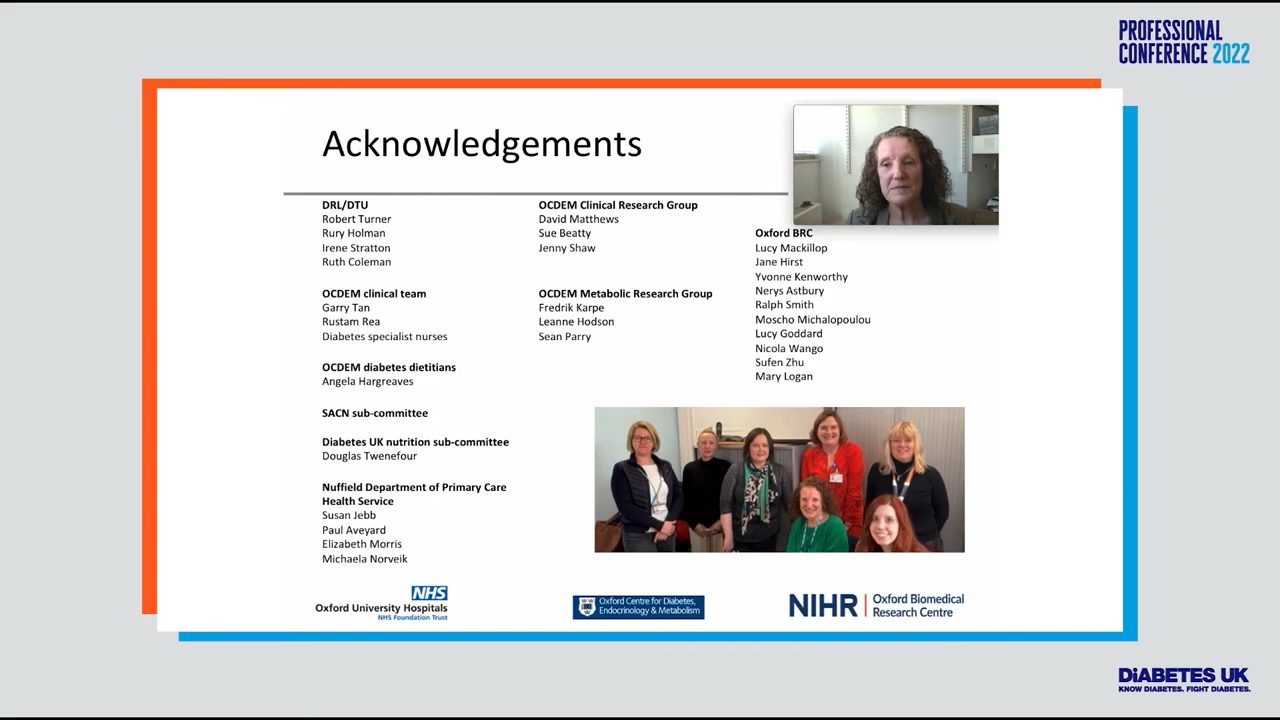 PROFESSIONAL
CONFERENCE 2022
Acknowledgements
DRL/DTU
Robert Turner
Rury Holman
Irene Stratton
Ruth Coleman
OCDEM clinical team
Garry Tan
Rustam Rea
Diabetes specialist nurses
OCDEM diabetes dietitians
Angela Hargreaves
SACN sub-committee
Diabetes UK nutrition sub-committee
Douglas Twenefour
Nuffield Department of Primary Care
Health Service
Susan Jebb
Paul Aveyard
Elizabeth Morris
Michaela Norveik
OCDEM Clinical Research Group
David Matthews
Sue Beatty
Jenny Shaw
OCDEM Metabolic Research Group
Fredrik Karpe
Leanne Hodson
Sean Parry
Oxford BRC
Lucy Mackillop
Jane Hirst
Yvonne Kenworthy
Nerys Astbury
Ralph Smith
Moscho Michalopoulou
Lucy Goddard
Nicola Wango
Sufen Zhu
Mary Logan
NHS
Oxford University Hospitals
NHS Foundation Trust
Oxford Centre for Diabetes,
Endocrinology & Metabolism
NIHR | Oxford Biomedical
Research Centre
DiABETES UK
KNOW DIABETES. FIGHT DIABETES.